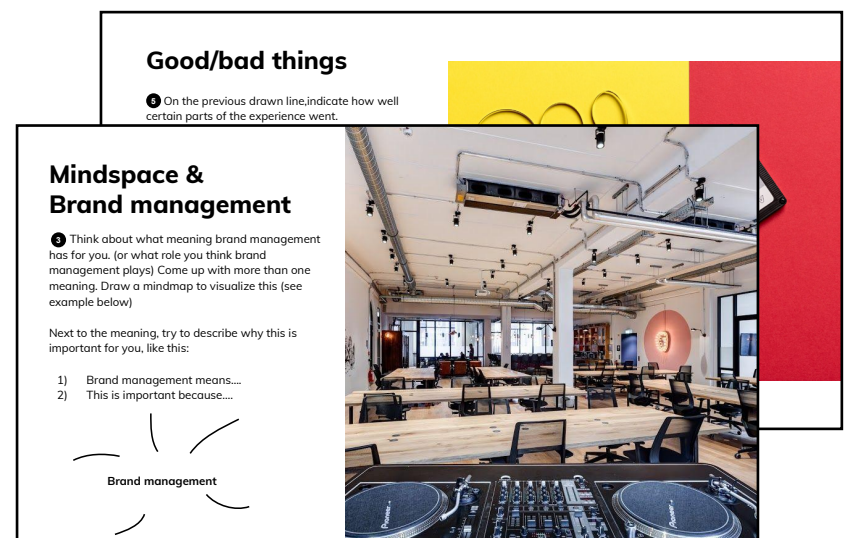 Good/bad things
5 On the previous drawn line,indicate how well
certain parts of the experience went.
Mindspace &
Brand management
3 Think about what meaning brand management
has for you. (or what role you think brand
management plays) Come up with more than one
meaning. Draw a mindmap to visualize this (see
example below)
Next to the meaning, try to describe why this is
important for you, like this:
1) Brand management means....
2) This is important because....
Brand management
Pioneer
Pioneer